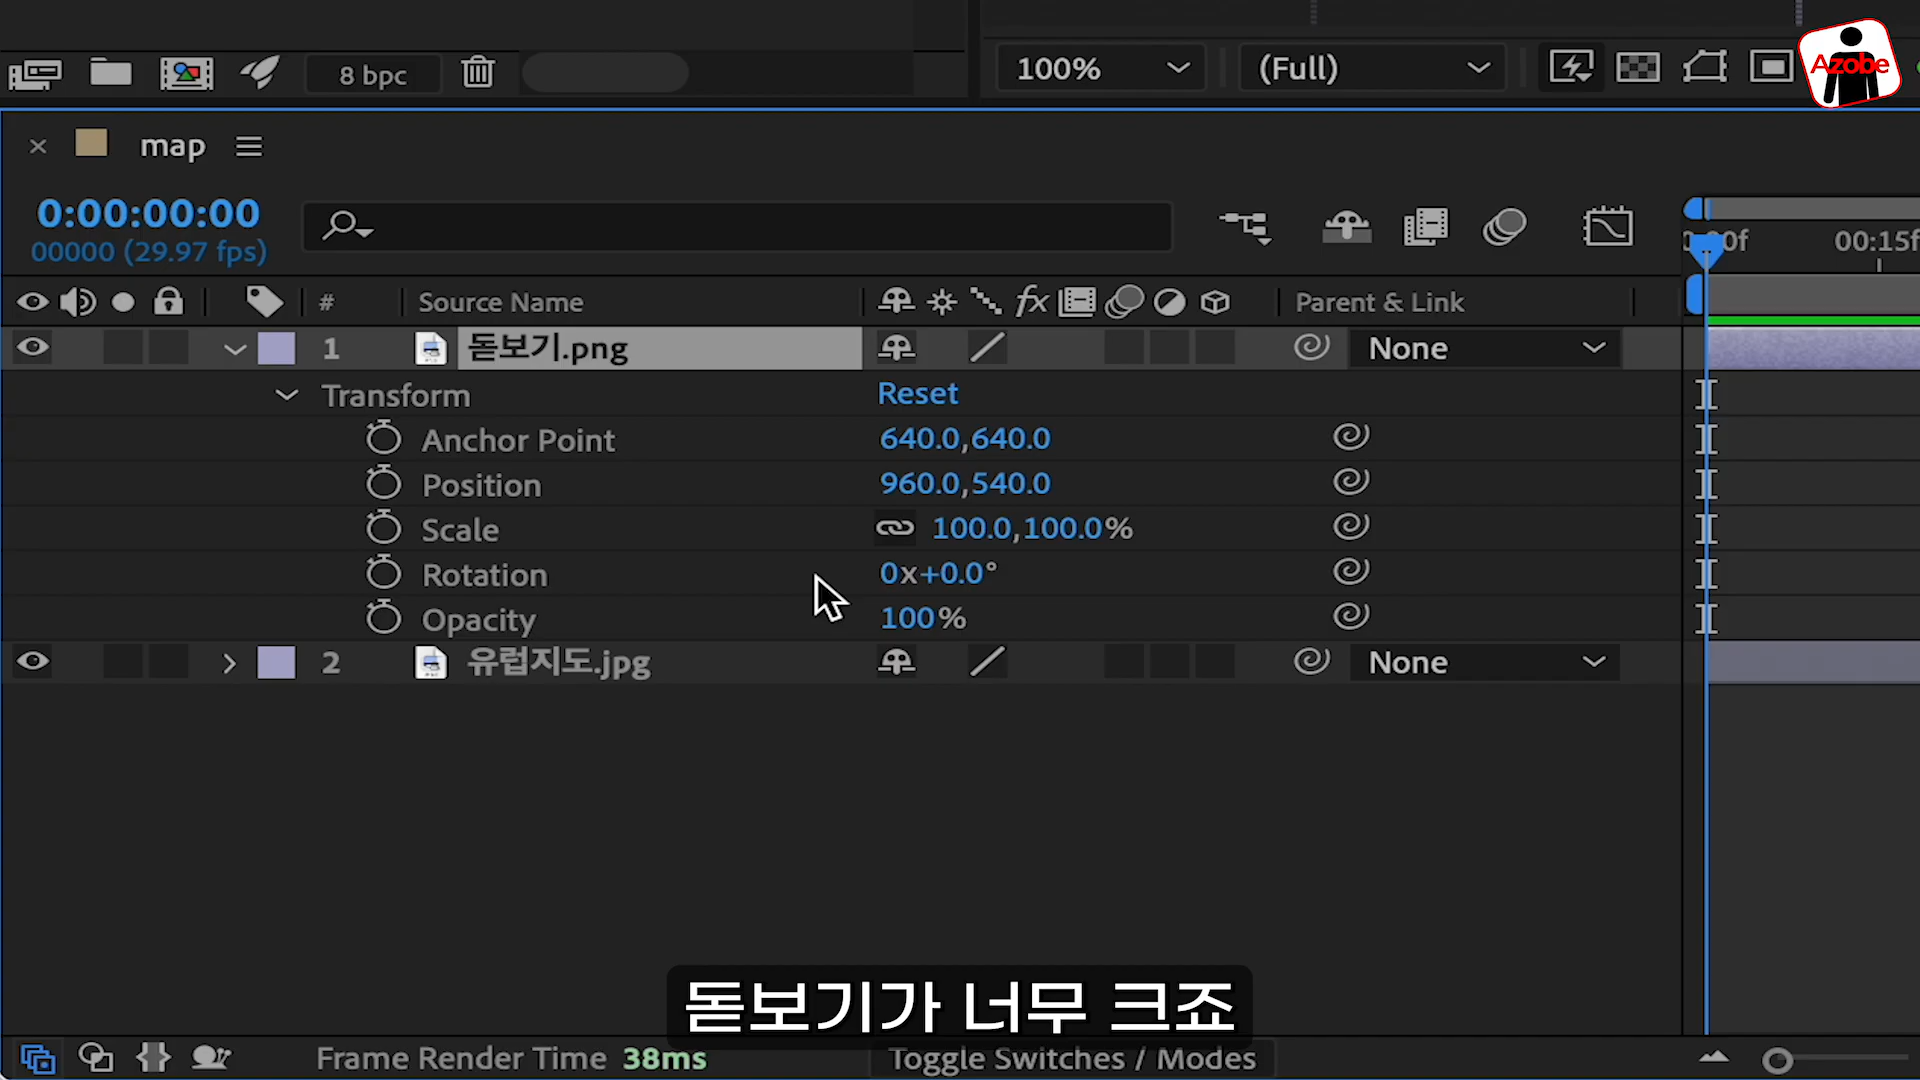 8 bpc
100%
(Full)
Azobe
map
0:00:00:00
00000 (29.97 fps)
00:15f
# Source Name fx Parent & Link
1 돋보기.png None
Transform Reset
Anchor Point 640.0,640.0
Position 960.0,540.0
Scale 100.0,100.0%
Rotation 0x+0.0°
Opacity 100%
2 유럽지도.jpg None
돋보기가 너무 크죠
Frame Render Time 38ms
Toggle Switches / Modes